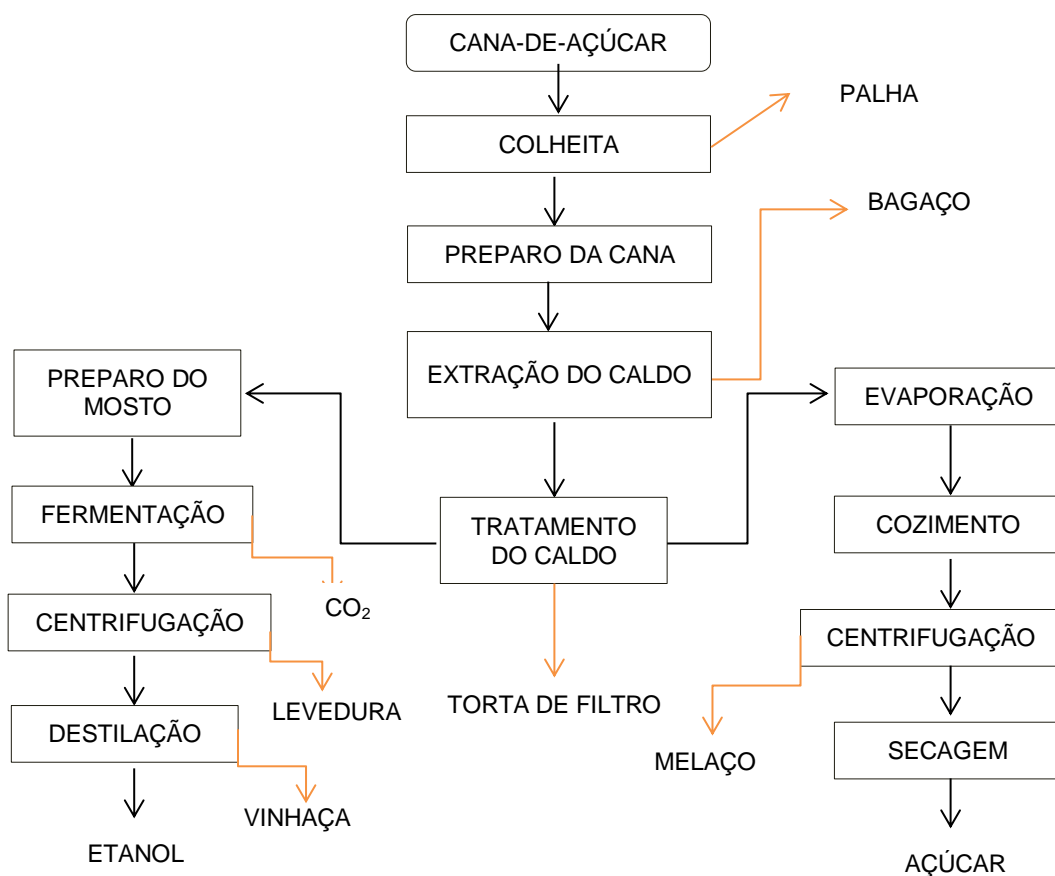 CANA-DE-AÇÚCAR
PALHA
COLHEITA
BAGAÇO
PREPARO DA CANA
EXTRAÇÃO DO CALDO
PREPARO DO
MOSTO
EVAPORAÇÃO
FERMENTAÇÃO
TRATAMENTO
DO CALDO
COZIMENTO
CO₂
CENTRIFUGAÇÃO
CENTRIFUGAÇÃO
LEVEDURA
TORTA DE FILTRO
DESTILAÇÃO
MELAÇO
SECAGEM
VINHAÇA
ETANOL
AÇÚCAR